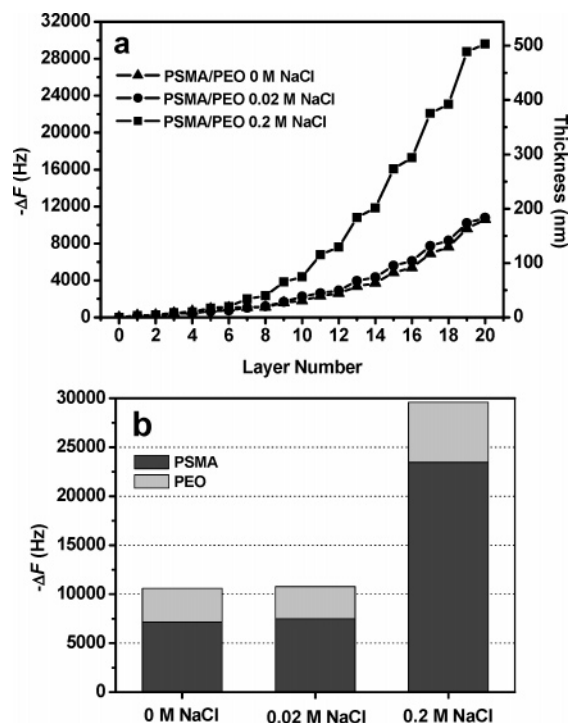 a
PSMA/PEO 0 M NaCl
PSMA/PEO 0.02 M NaCl
PSMA/PEO 0.2 M NaCl
-ΔF (Hz)
32000
28000
24000
20000
16000
12000
8000
4000
0
Thickness (nm)
500
400
300
200
100
0
0 2 4 6 8 10 12 14 16 18 20
Layer Number
b
PSMA
PEO
-ΔF (Hz)
30000
25000
20000
15000
10000
5000
0
0 M NaCl 0.02 M NaCl 0.2 M NaCl